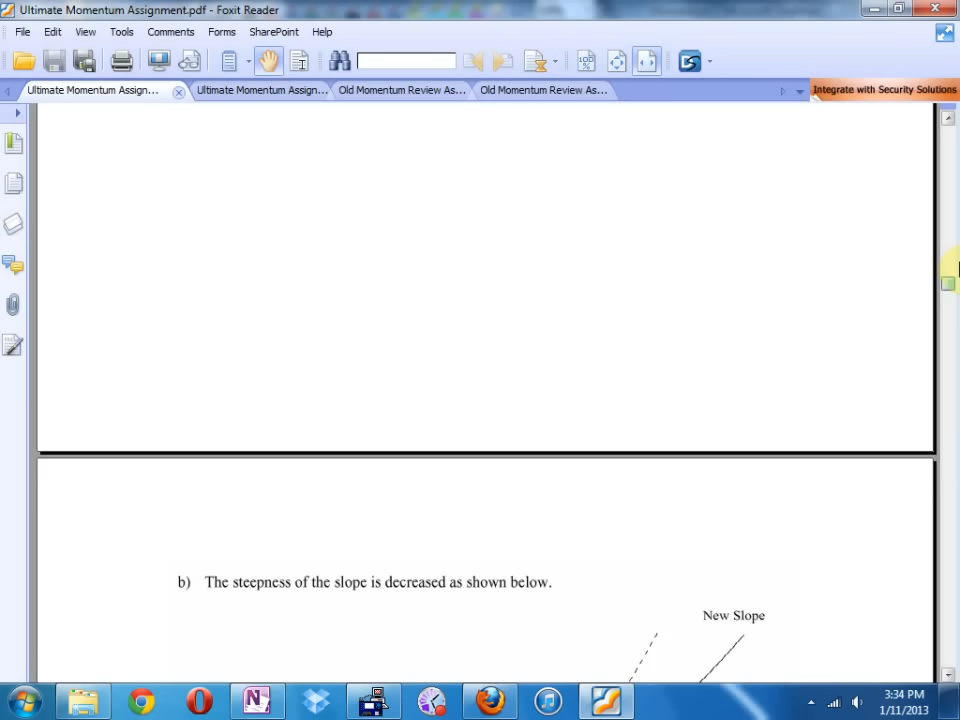 Ultimate Momentum Assignment.pdf - Foxit Reader
File Edit View Tools Comments Forms SharePoint Help
Ultimate Momentum Assign... Ultimate Momentum Assign... Old Momentum Review As... Old Momentum Review As... Integrate with Security Solutions
b) The steepness of the slope is decreased as shown below.
New Slope
3:34 PM
1/11/2013